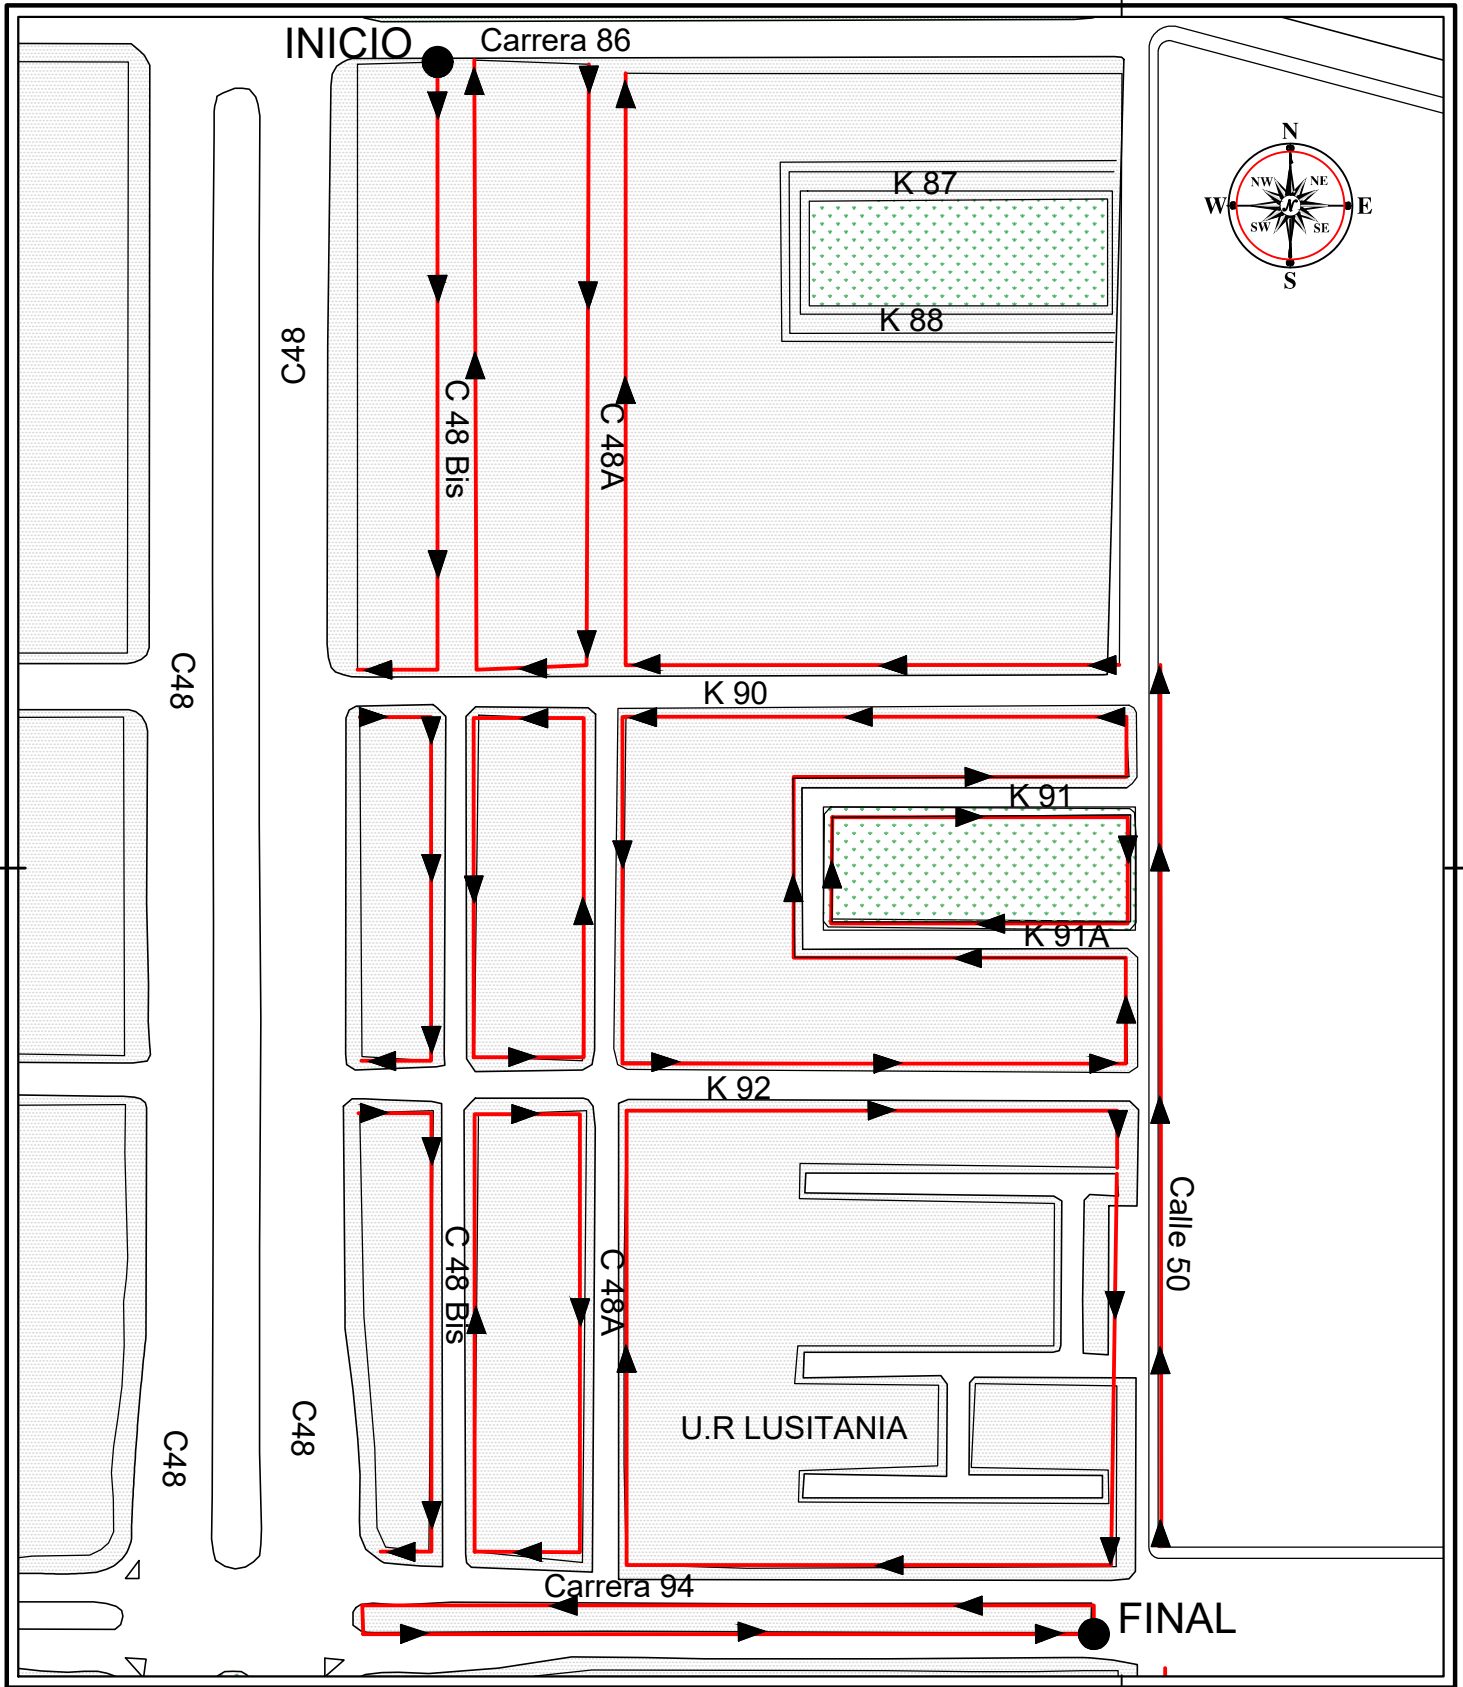 INICIO
Carrera 86
N
NW
NE
W
E
SW
SE
S
N
K 87
K 88
C48
C 48 Bis
C 48A
C48
K 90
K 91
K 91A
K 92
Calle 50
C 48 Bis
C 48A
C48
C48
U.R LUSITANIA
Carrera 94
FINAL